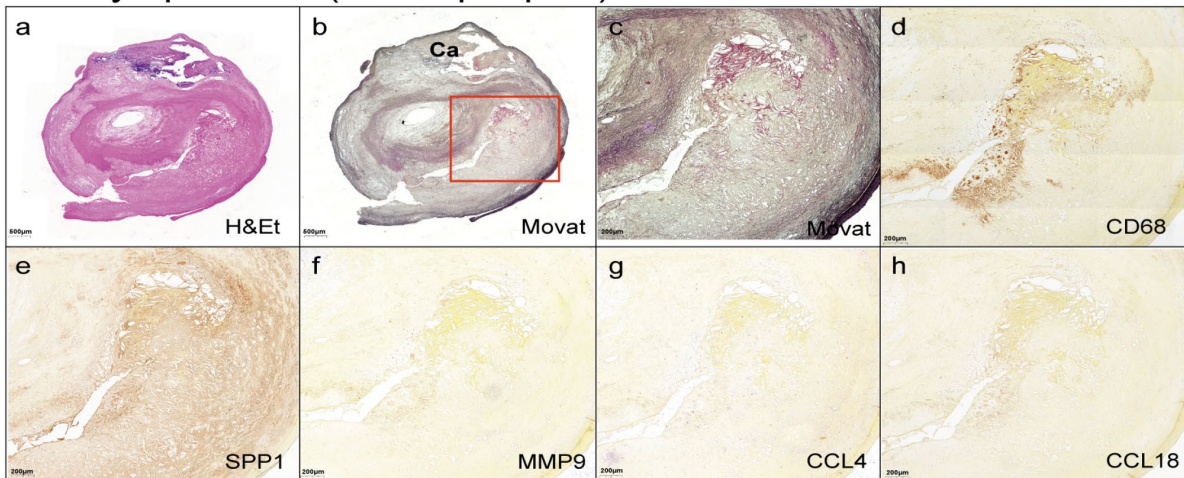 a
H&Et
500µm
b
Ca
Movat
500µm
c
Movat
200µm
d
CD68
200µm
e
SPP1
200µm
f
MMP9
200µm
g
CCL4
200µm
h
CCL18
200µm